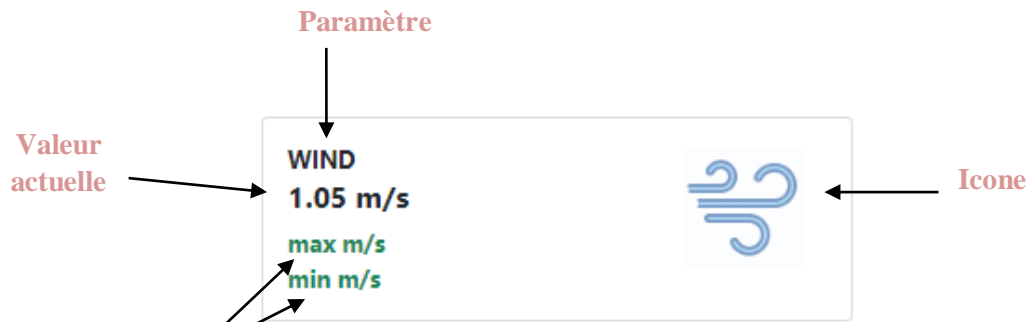 Paramètre
Valeur
actuelle
WIND
1.05 m/s
max m/s
min m/s
Icone